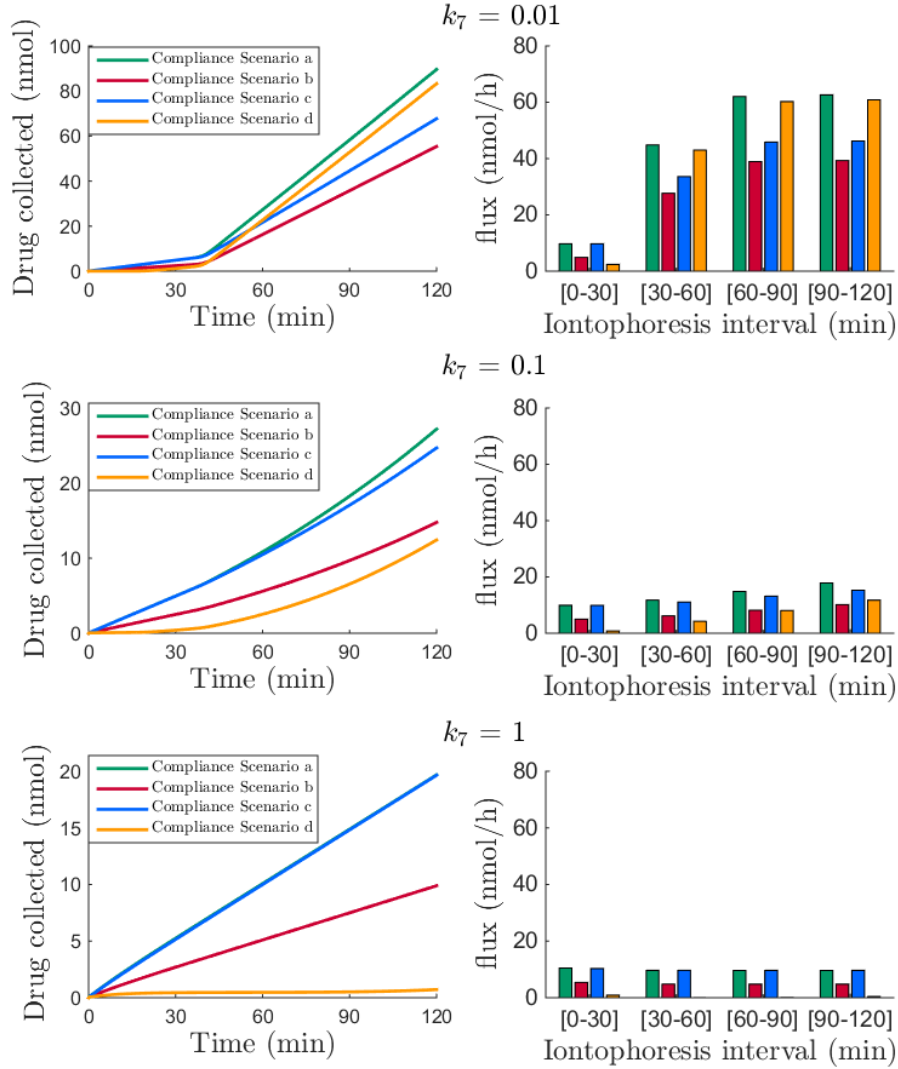 k₇ = 0.01
Drug collected (nmol)
100
80
60
40
20
0
Compliance Scenario a
Compliance Scenario b
Compliance Scenario c
Compliance Scenario d
0 30 60 90 120
Time (min)
flux (nmol/h)
80
60
40
20
0
[0-30] [30-60] [60-90] [90-120]
Iontophoresis interval (min)
k₇ = 0.1
Drug collected (nmol)
30
20
10
0
Compliance Scenario a
Compliance Scenario b
Compliance Scenario c
Compliance Scenario d
0 30 60 90 120
Time (min)
flux (nmol/h)
80
60
40
20
0
[0-30] [30-60] [60-90] [90-120]
Iontophoresis interval (min)
k₇ = 1
Drug collected (nmol)
20
15
10
5
0
Compliance Scenario a
Compliance Scenario b
Compliance Scenario c
Compliance Scenario d
0 30 60 90 120
Time (min)
flux (nmol/h)
80
60
40
20
0
[0-30] [30-60] [60-90] [90-120]
Iontophoresis interval (min)